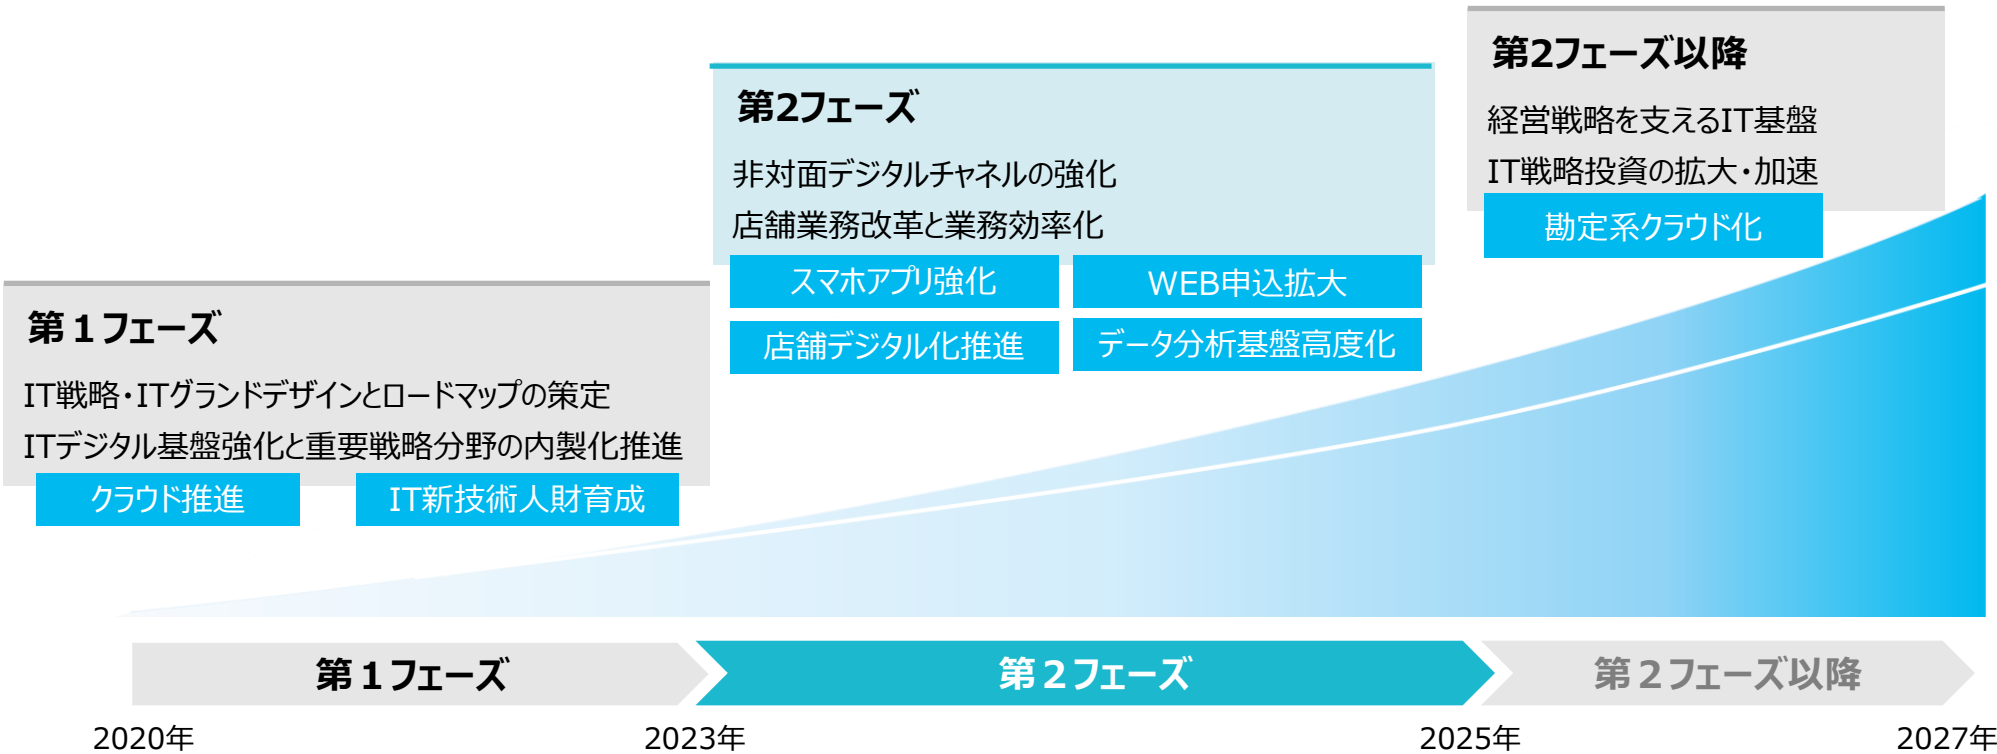 第2フェーズ以降
経営戦略を支えるIT基盤
IT戦略投資の拡大・加速
勘定系クラウド化
第2フェーズ
非対面デジタルチャネルの強化
店舗業務改革と業務効率化
スマホアプリ強化
WEB申込拡大
店舗デジタル化推進
データ分析基盤高度化
第１フェーズ
IT戦略・ITグランドデザインとロードマップの策定
ITデジタル基盤強化と重要戦略分野の内製化推進
クラウド推進
IT新技術人財育成
第１フェーズ
第２フェーズ
第２フェーズ以降
2020年
2023年
2025年
2027年